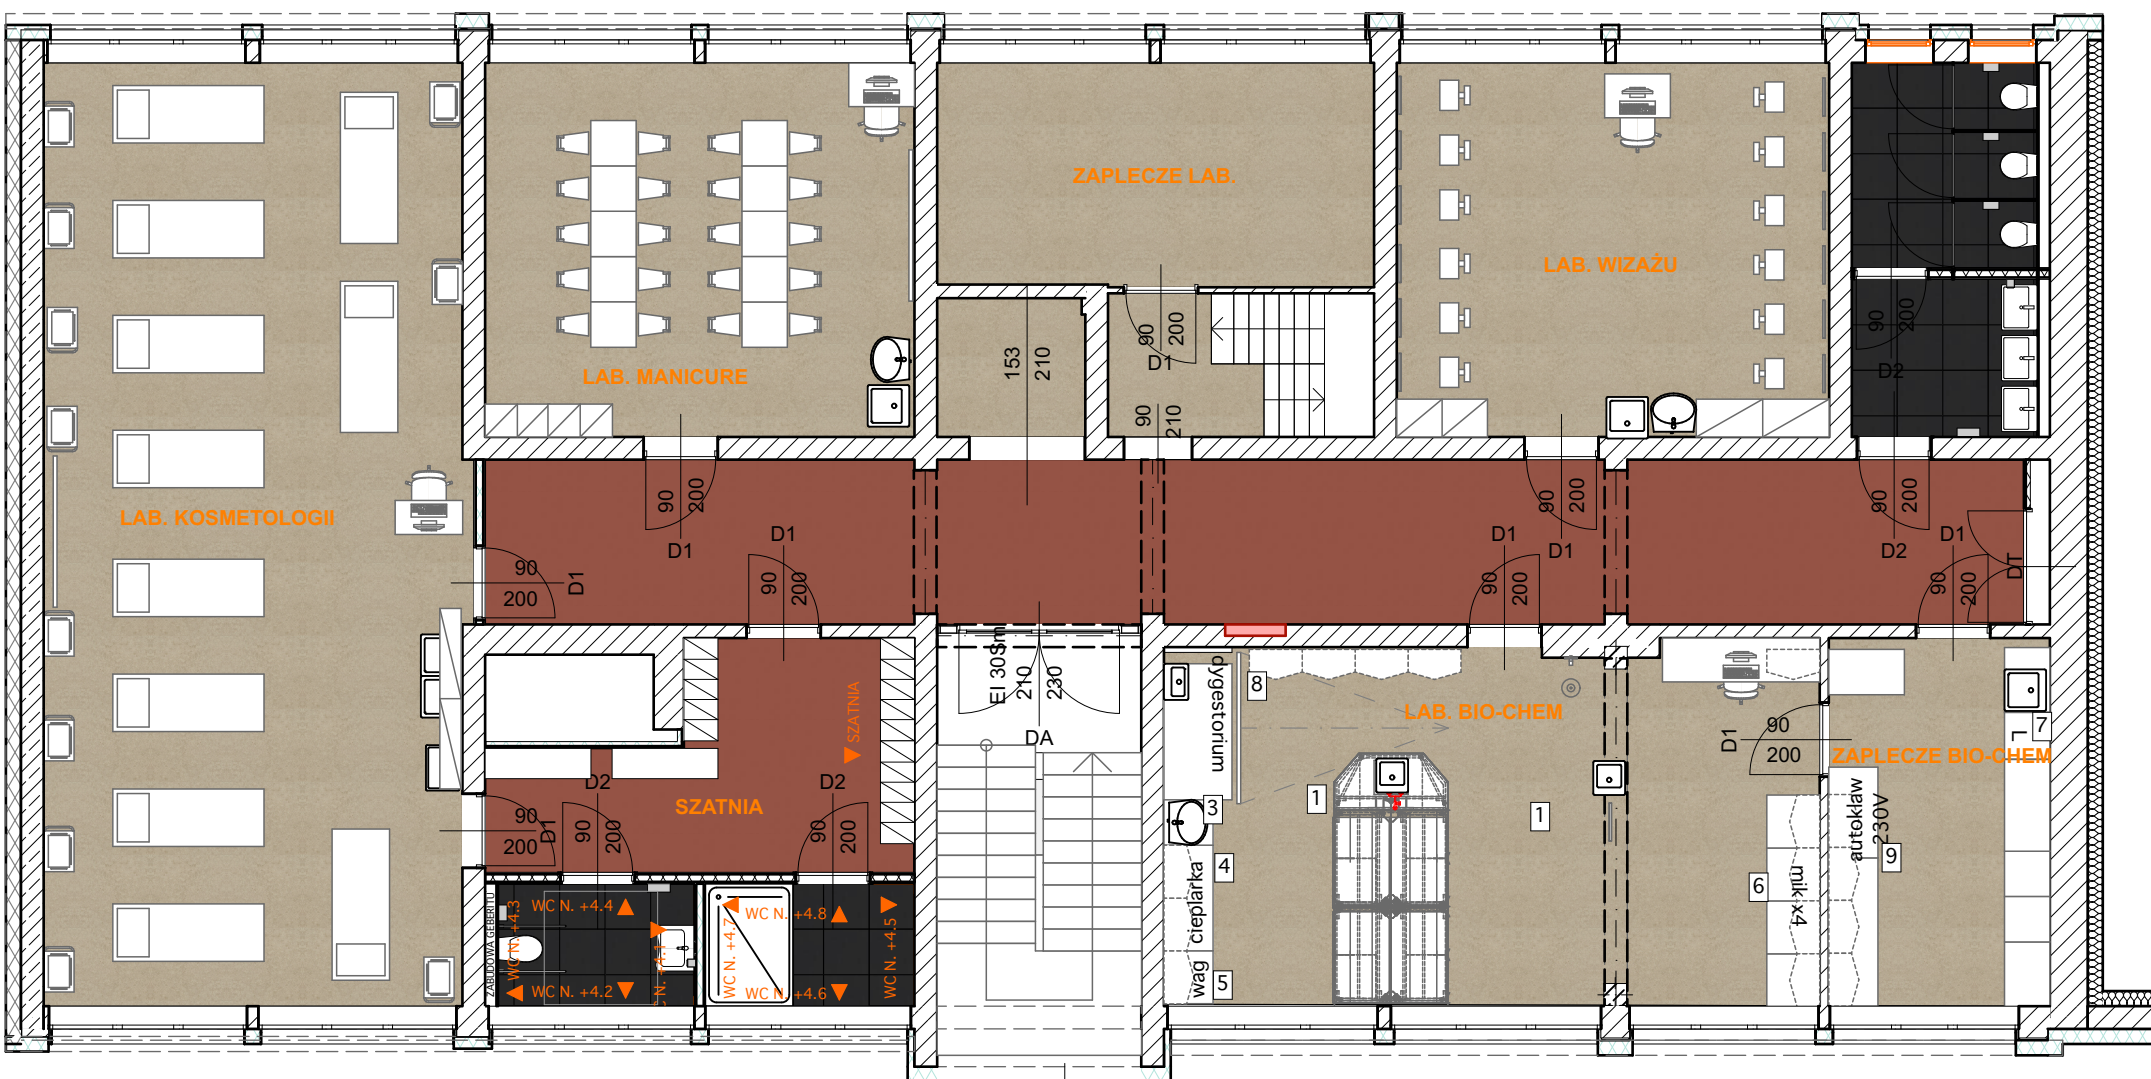 ZAPLECZE LAB.
LAB. WIZAŻU
LAB. MANICURE
LAB. KOSMETOLOGII
153
210
90
200
D1
90
210
90
200
D2
90
200
D1
90
200
D1
90
200
D1
90
200
D1
90
200
D1
90
200
D2
90
200
D1
DT
EI 30Sm
210
230
DA
SZATNIA
SZATNIA
90
200
D1
D2
90
200
D2
90
200
ZABUDOWA GEBERIT
WC N. +4.3
WC N. +4.4
WC N. +4.2
WC N. +4.7
WC N. +4.8
WC N. +4.6
WC N. +4.5
dygestorium
8
LAB. BIO-CHEM
1
1
3
4
5
cieplarka
wag
D1
90
200
ZAPLECZE BIO-CHEM
7
L
autoklaw
230V
9
6
mik x4